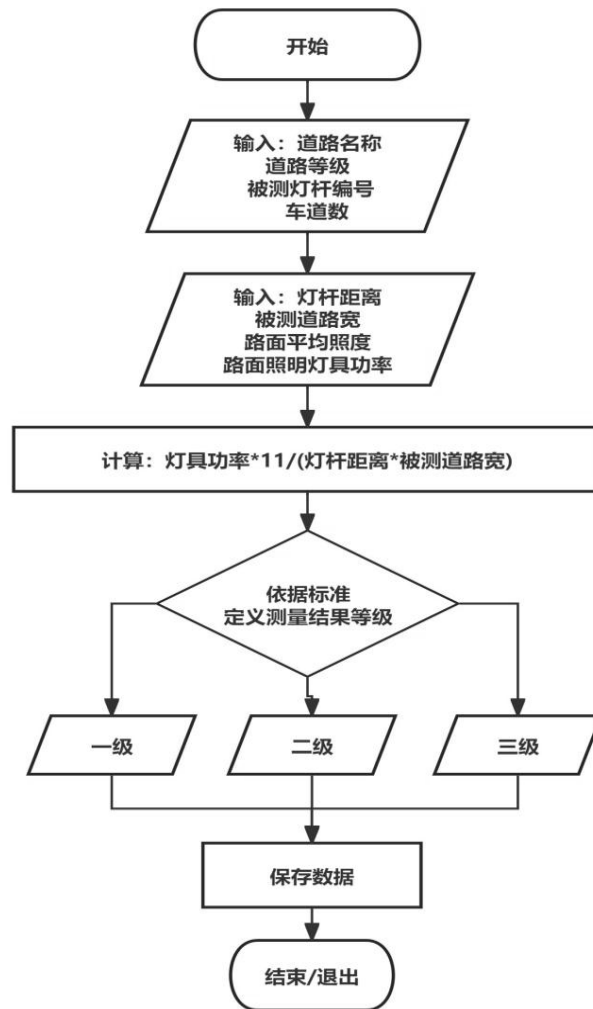 开始
输入：道路名称
道路等级
被测灯杆编号
车道数
输入：灯杆距离
被测道路宽
路面平均照度
路面照明灯具功率
计算：灯具功率*11/(灯杆距离*被测道路宽)
依据标准
定义测量结果等级
一级
二级
三级
保存数据
结束/退出